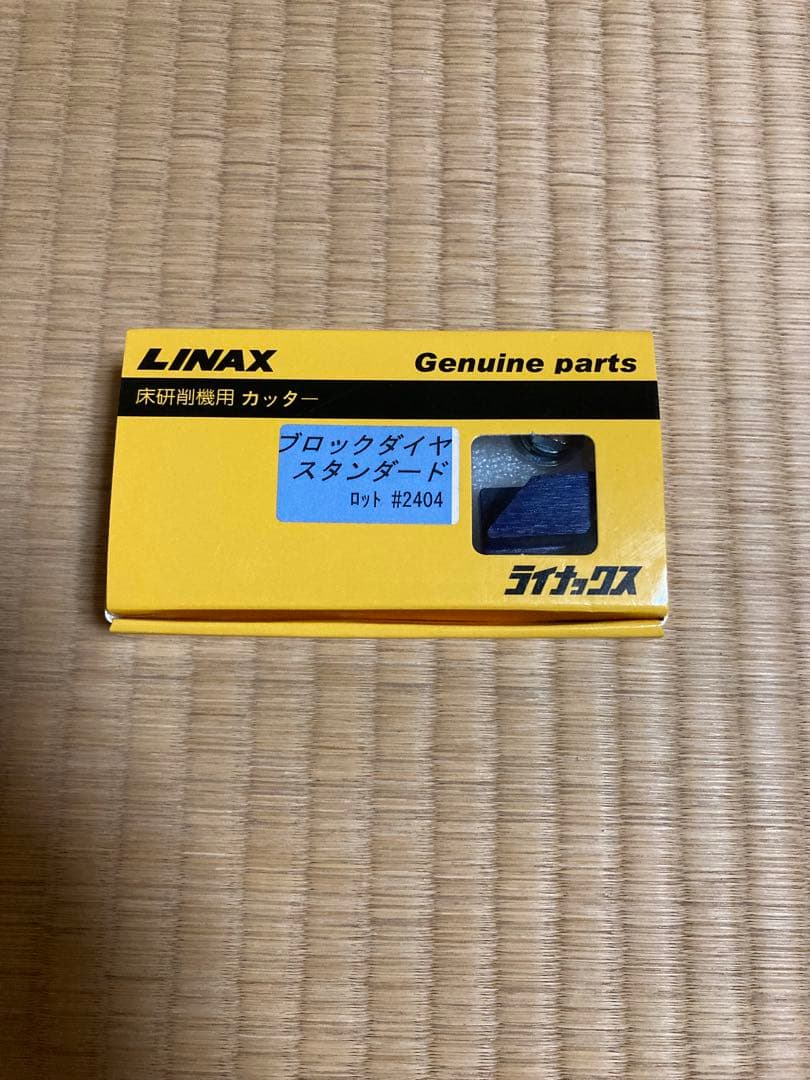 LINAX
Genuine parts
床研削機用 カッター
ブロックダイヤ
スタンダード
ﾛｯﾄ #2404
ライナックス